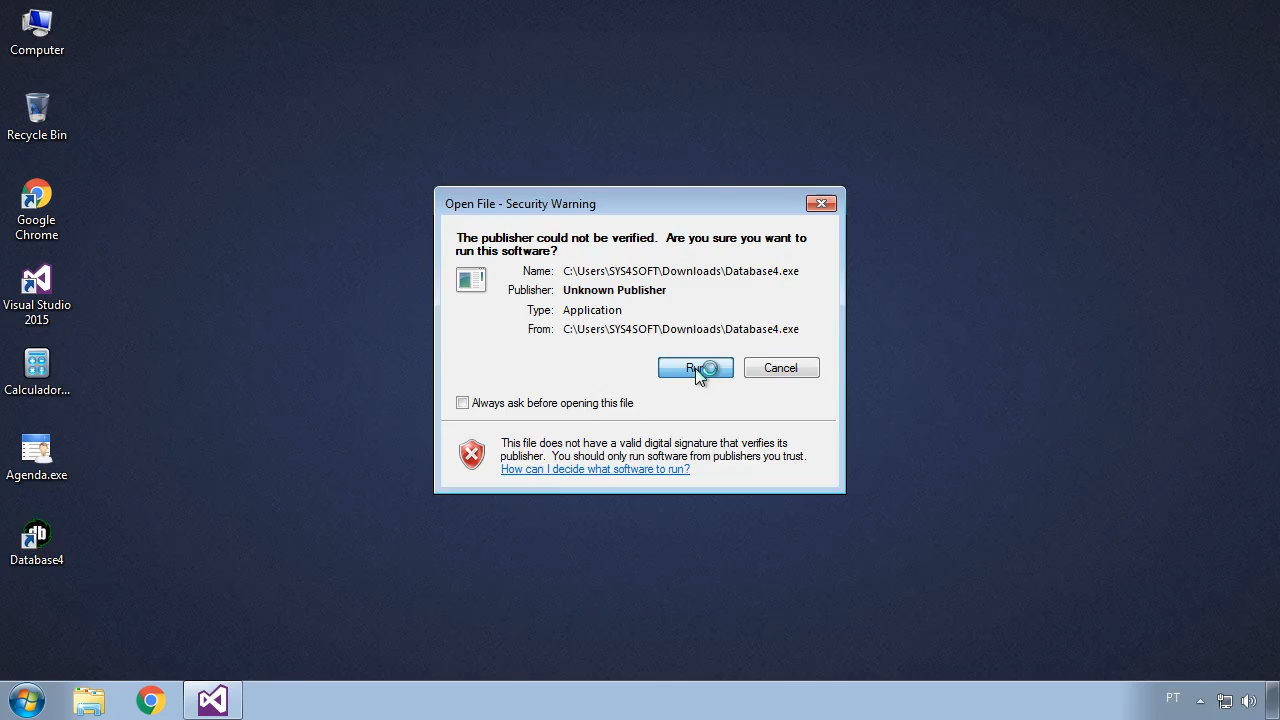 Computer
Recycle Bin
Google
Chrome
Visual Studio
2015
Calculador...
Agenda.exe
Database4
Open File - Security Warning
The publisher could not be verified. Are you sure you want to
run this software?
Name: C:\Users\SYS4SOFT\Downloads\Database4.exe
Publisher: Unknown Publisher
Type: Application
From: C:\Users\SYS4SOFT\Downloads\Database4.exe
Run Cancel
Always ask before opening this file
This file does not have a valid digital signature that verifies its
publisher. You should only run software from publishers you trust.
How can I decide what software to run?
PT